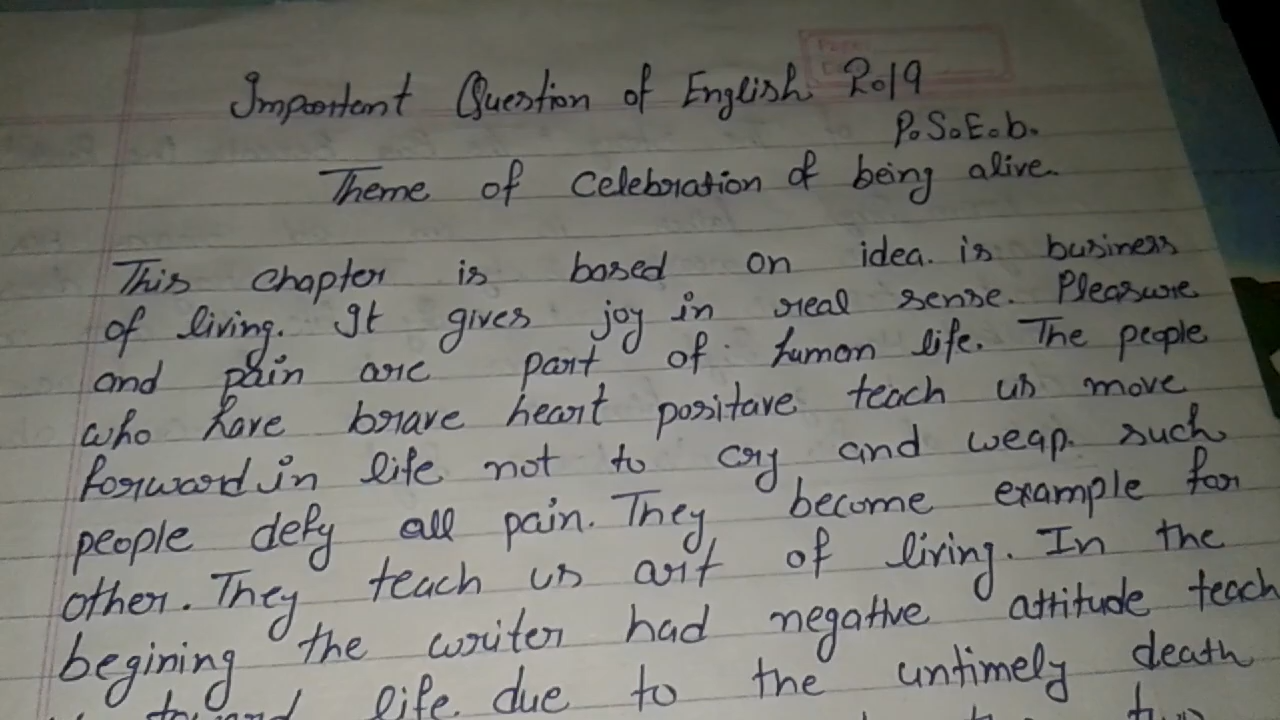 Important Question of English 2019
P.S.E.b.
Theme of Celebration of being alive.
This chapter is based on idea. is business
of living. It gives joy in real sense. Pleasure
and pain are part of human life. The people
who have brave heart positave teach us move
forward in life not to cry and weap. such
people defy all pain. They become example for
other. They teach us art of living. In the
begining the writer had negative attitude teach
life. due to the untimely death